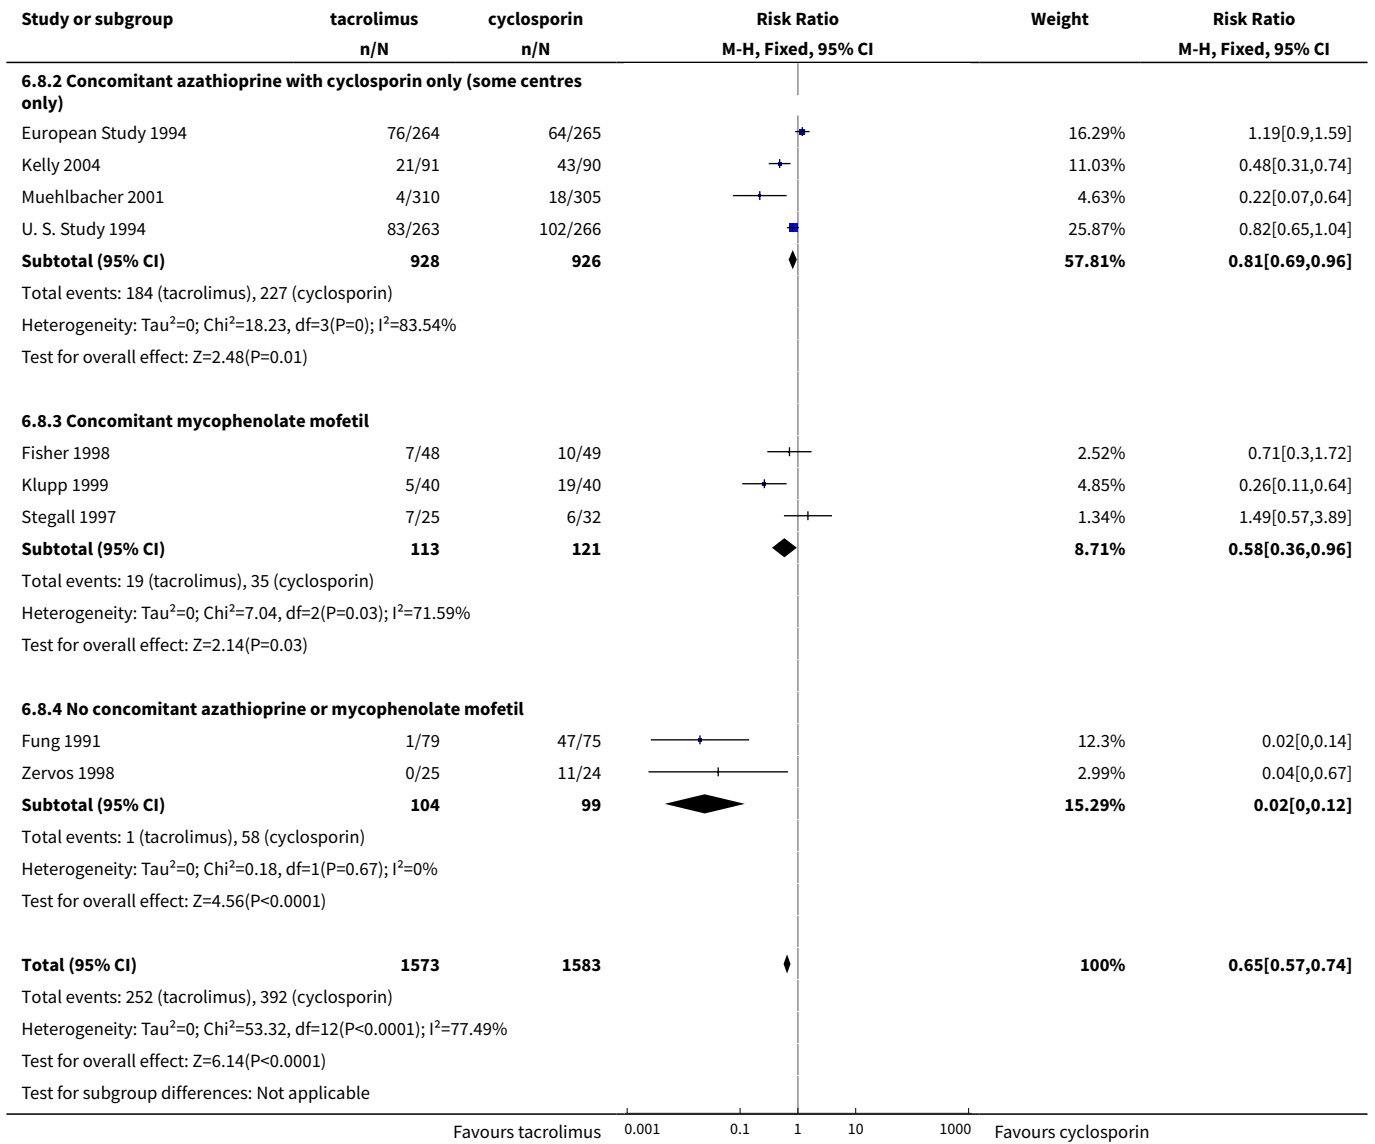 Study or subgroup tacrolimus cyclosporin Risk Ratio Weight Risk Ratio
n/N n/N M-H, Fixed, 95% CI M-H, Fixed, 95% CI
6.8.2 Concomitant azathioprine with cyclosporin only (some centres
only)
European Study 1994 76/264 64/265 16.29% 1.19[0.9,1.59]
Kelly 2004 21/91 43/90 11.03% 0.48[0.31,0.74]
Muehlbacher 2001 4/310 18/305 4.63% 0.22[0.07,0.64]
U. S. Study 1994 83/263 102/266 25.87% 0.82[0.65,1.04]
Subtotal (95% CI) 928 926 57.81% 0.81[0.69,0.96]
Total events: 184 (tacrolimus), 227 (cyclosporin)
Heterogeneity: Tau²=0; Chi²=18.23, df=3(P=0); I²=83.54%
Test for overall effect: Z=2.48(P=0.01)
6.8.3 Concomitant mycophenolate mofetil
Fisher 1998 7/48 10/49 2.52% 0.71[0.3,1.72]
Klupp 1999 5/40 19/40 4.85% 0.26[0.11,0.64]
Stegall 1997 7/25 6/32 1.34% 1.49[0.57,3.89]
Subtotal (95% CI) 113 121 8.71% 0.58[0.36,0.96]
Total events: 19 (tacrolimus), 35 (cyclosporin)
Heterogeneity: Tau²=0; Chi²=7.04, df=2(P=0.03); I²=71.59%
Test for overall effect: Z=2.14(P=0.03)
6.8.4 No concomitant azathioprine or mycophenolate mofetil
Fung 1991 1/79 47/75 12.3% 0.02[0,0.14]
Zervos 1998 0/25 11/24 2.99% 0.04[0,0.67]
Subtotal (95% CI) 104 99 15.29% 0.02[0,0.12]
Total events: 1 (tacrolimus), 58 (cyclosporin)
Heterogeneity: Tau²=0; Chi²=0.18, df=1(P=0.67); I²=0%
Test for overall effect: Z=4.56(P<0.0001)
Total (95% CI) 1573 1583 100% 0.65[0.57,0.74]
Total events: 252 (tacrolimus), 392 (cyclosporin)
Heterogeneity: Tau²=0; Chi²=53.32, df=12(P<0.0001); I²=77.49%
Test for overall effect: Z=6.14(P<0.0001)
Test for subgroup differences: Not applicable
Favours tacrolimus 0.001 0.1 1 10 1000 Favours cyclosporin